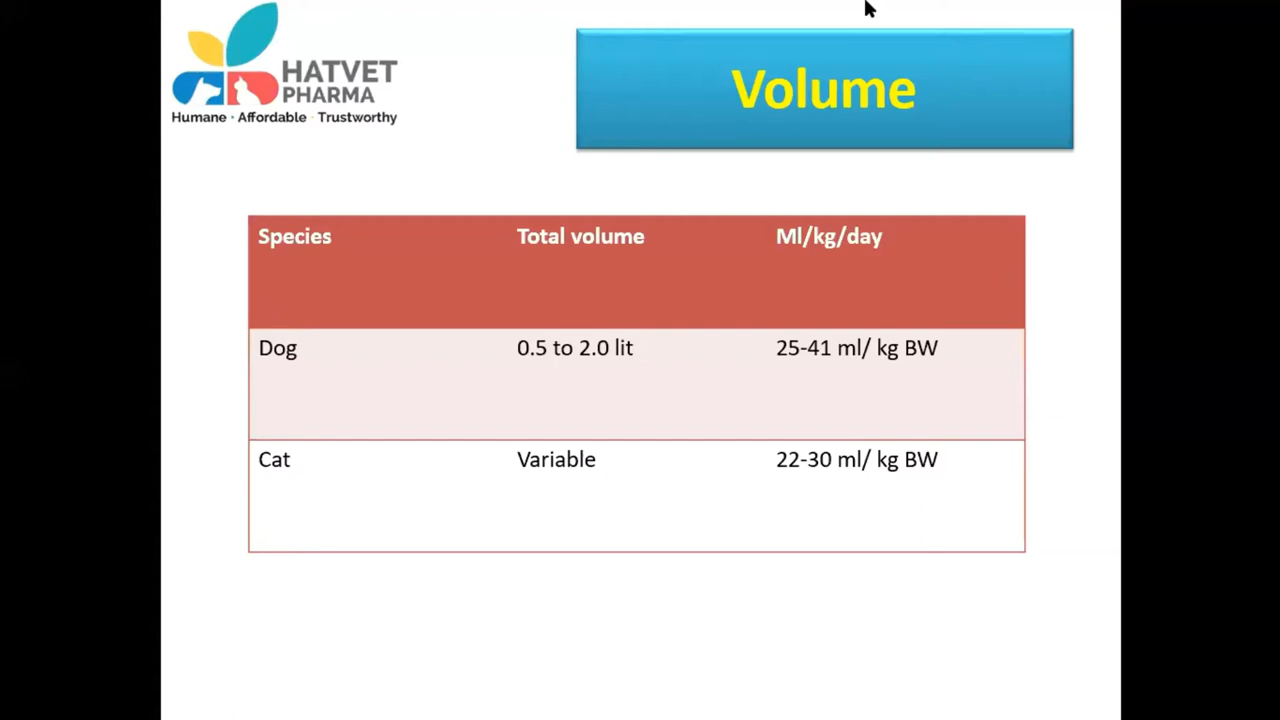 HATVET
PHARMA
Humane · Affordable · Trustworthy
Volume
Species Total volume Ml/kg/day
Dog 0.5 to 2.0 lit 25-41 ml/ kg BW
Cat Variable 22-30 ml/ kg BW